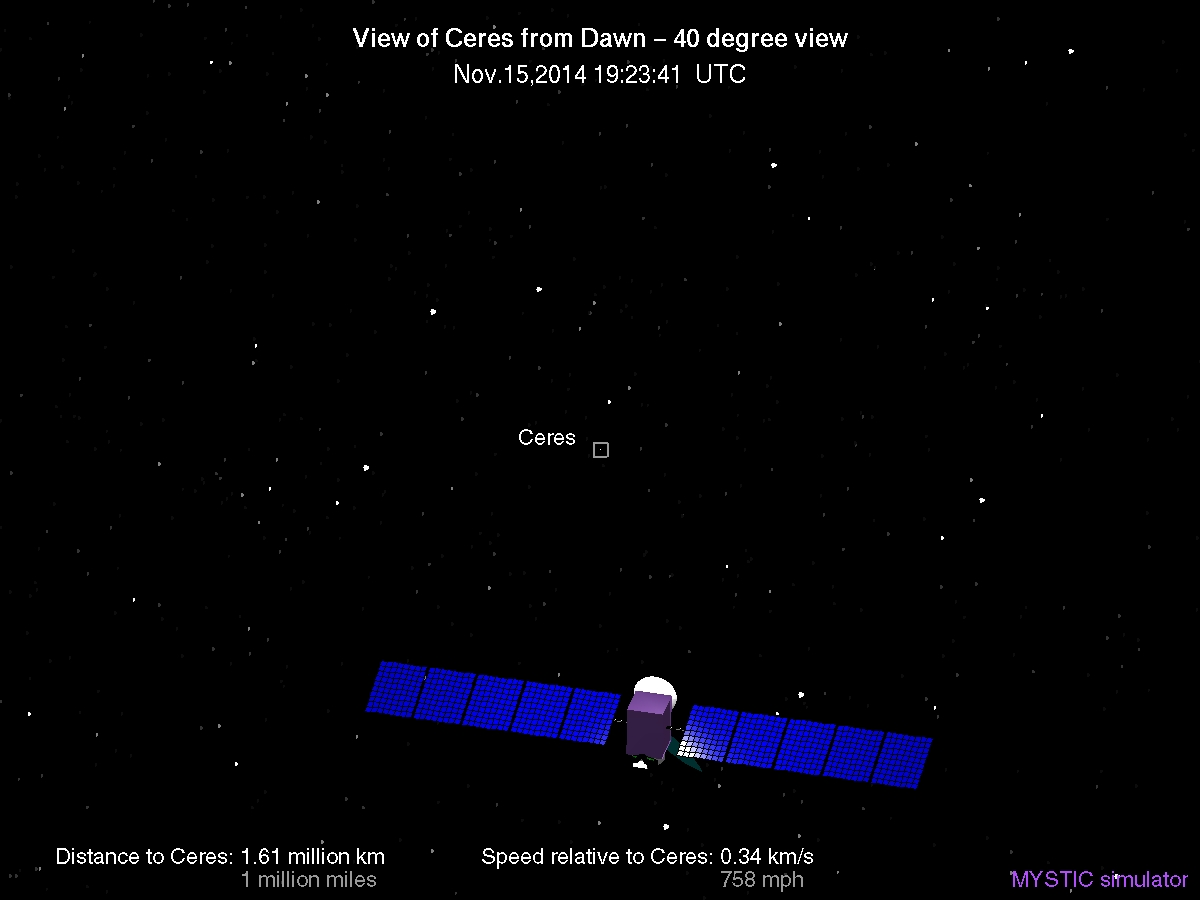 View of Ceres from Dawn – 40 degree view
Nov.15,2014 19:23:41 UTC
Ceres
Distance to Ceres: 1.61 million km
1 million miles
Speed relative to Ceres: 0.34 km/s
758 mph
MYSTIC simulator